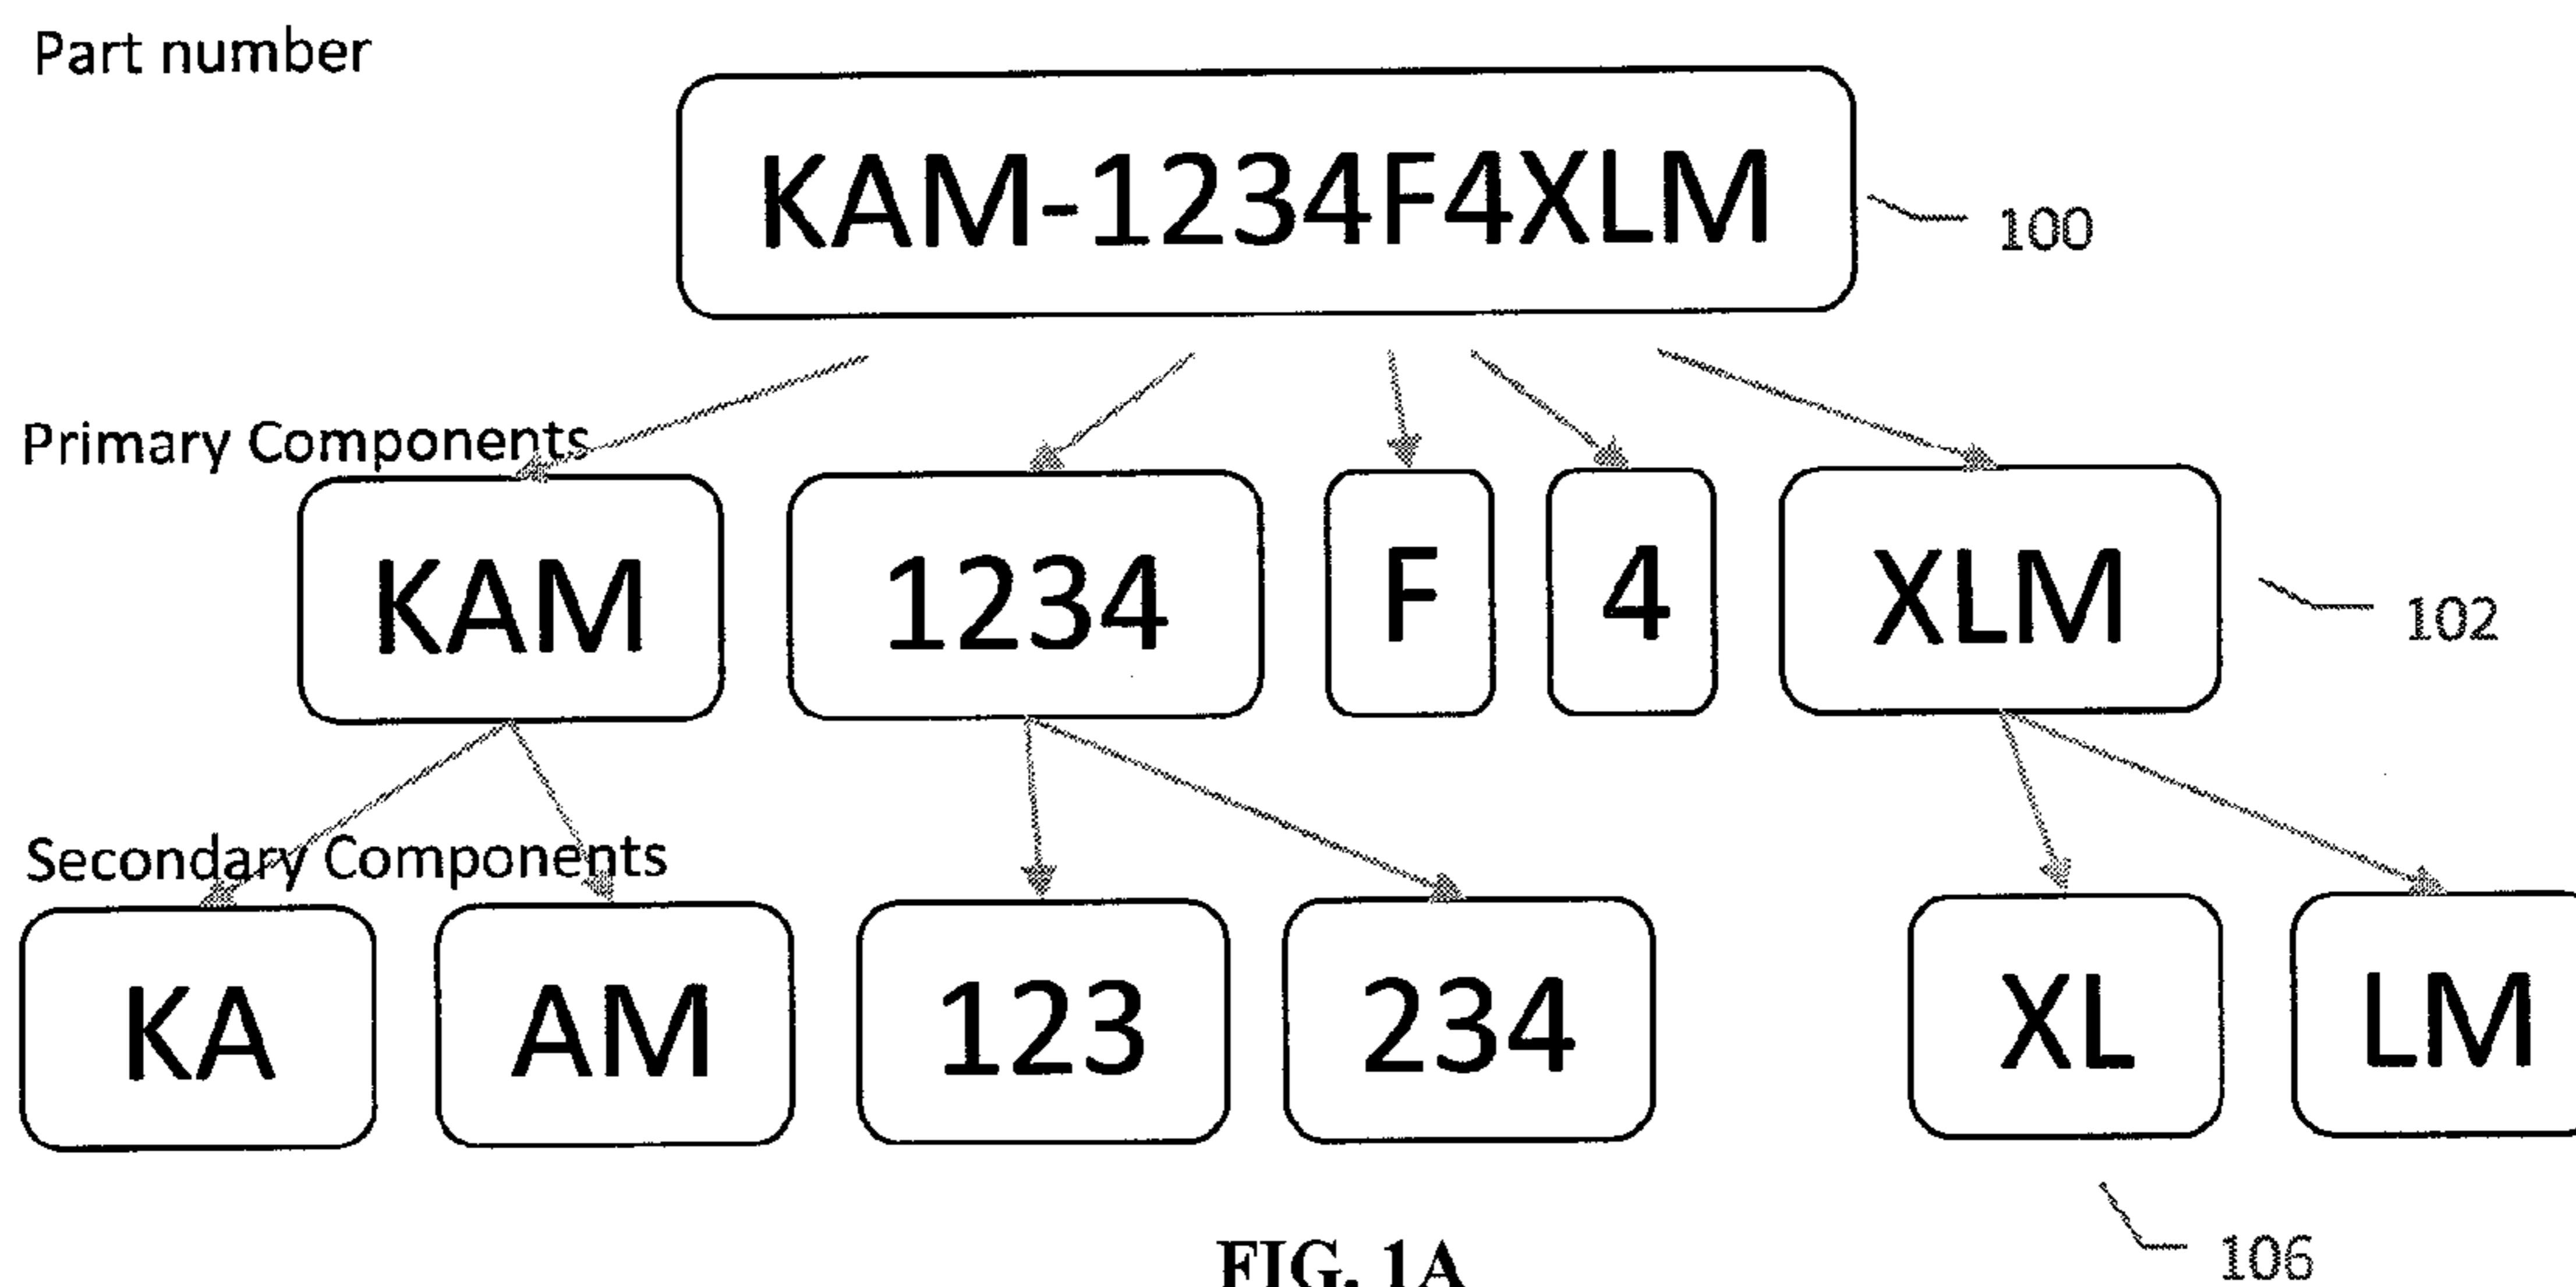 Part number
KAM-1234F4XLM
100
Primary Components
KAM 1234 F 4 XLM
102
Secondary Components
KA AM 123 234 XL LM
106
FIG. 1A